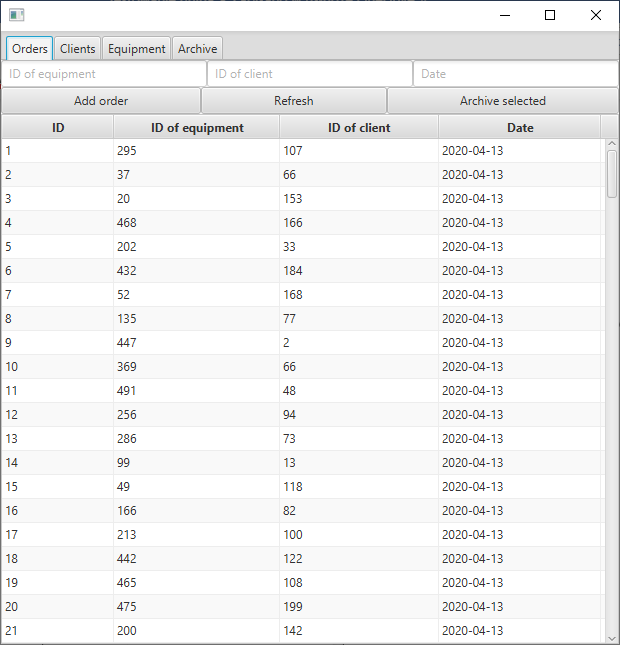 Orders Clients Equipment Archive
ID of equipment ID of client Date
Add order Refresh Archive selected
ID ID of equipment ID of client Date
1 295 107 2020-04-13
2 37 66 2020-04-13
3 20 153 2020-04-13
4 468 166 2020-04-13
5 202 33 2020-04-13
6 432 184 2020-04-13
7 52 168 2020-04-13
8 135 77 2020-04-13
9 447 2 2020-04-13
10 369 66 2020-04-13
11 491 48 2020-04-13
12 256 94 2020-04-13
13 286 73 2020-04-13
14 99 13 2020-04-13
15 49 118 2020-04-13
16 166 82 2020-04-13
17 213 100 2020-04-13
18 442 122 2020-04-13
19 465 108 2020-04-13
20 475 199 2020-04-13
21 200 142 2020-04-13